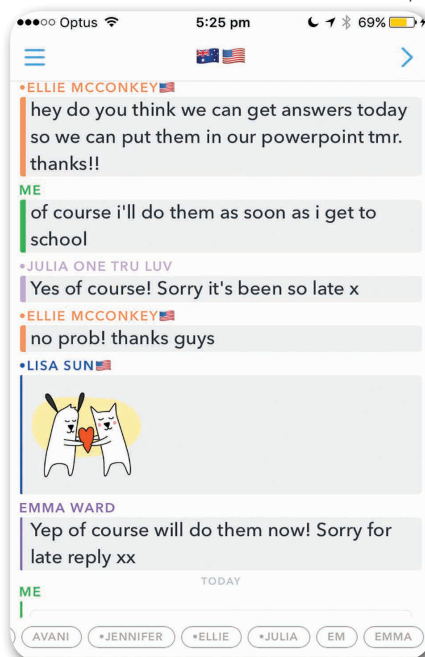 Optus 5:25 pm 69%
•ELLIE MCCONKEY🇺🇸
hey do you think we can get answers today
so we can put them in our powerpoint tmr.
thanks!!
ME
of course i'll do them as soon as i get to
school
•JULIA ONE TRU LUV
Yes of course! Sorry it's been so late x
•ELLIE MCCONKEY🇺🇸
no prob! thanks guys
•LISA SUN🇺🇸
EMMA WARD
Yep of course will do them now! Sorry for
late reply xx
TODAY
ME
AVANI •JENNIFER •ELLIE •JULIA EM EMMA